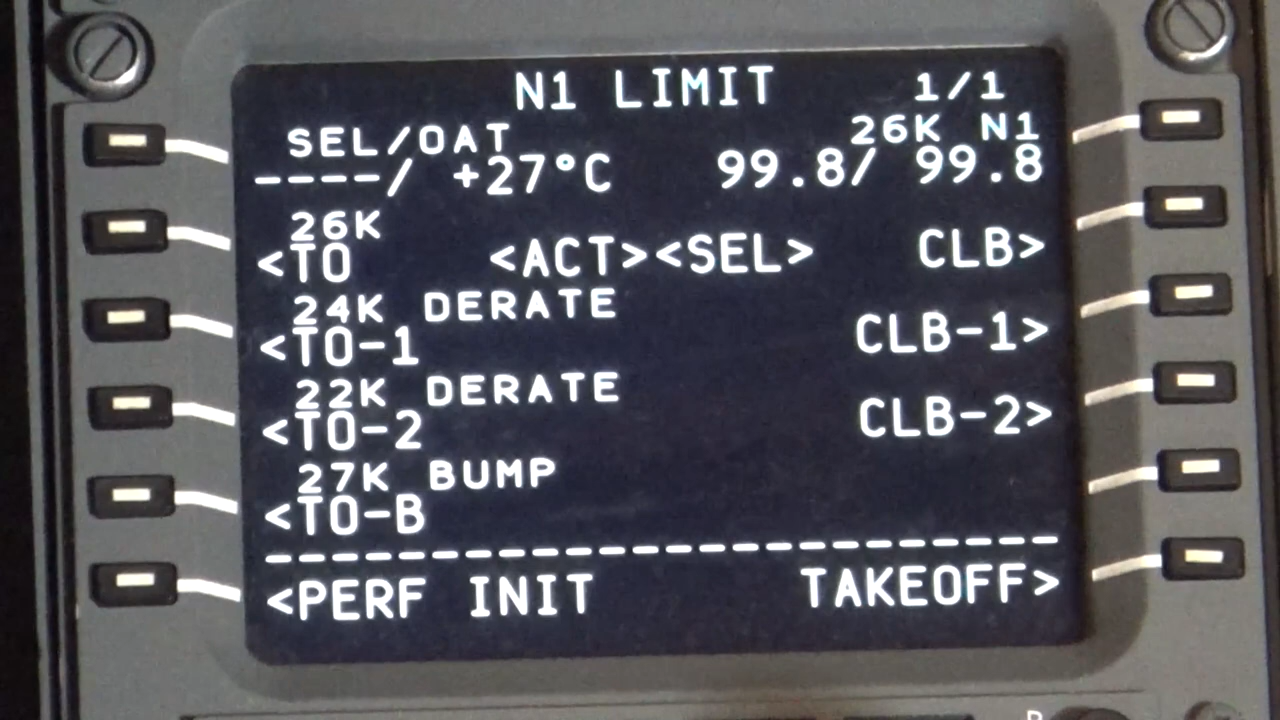 N1 LIMIT 1/1
SEL/OAT 26K N1
----/ +27°C 99.8/ 99.8
26K
<TO <ACT><SEL> CLB>
24K DERATE
<TO-1 CLB-1>
22K DERATE
<TO-2 CLB-2>
27K BUMP
<TO-B
------------------------
<PERF INIT TAKEOFF>